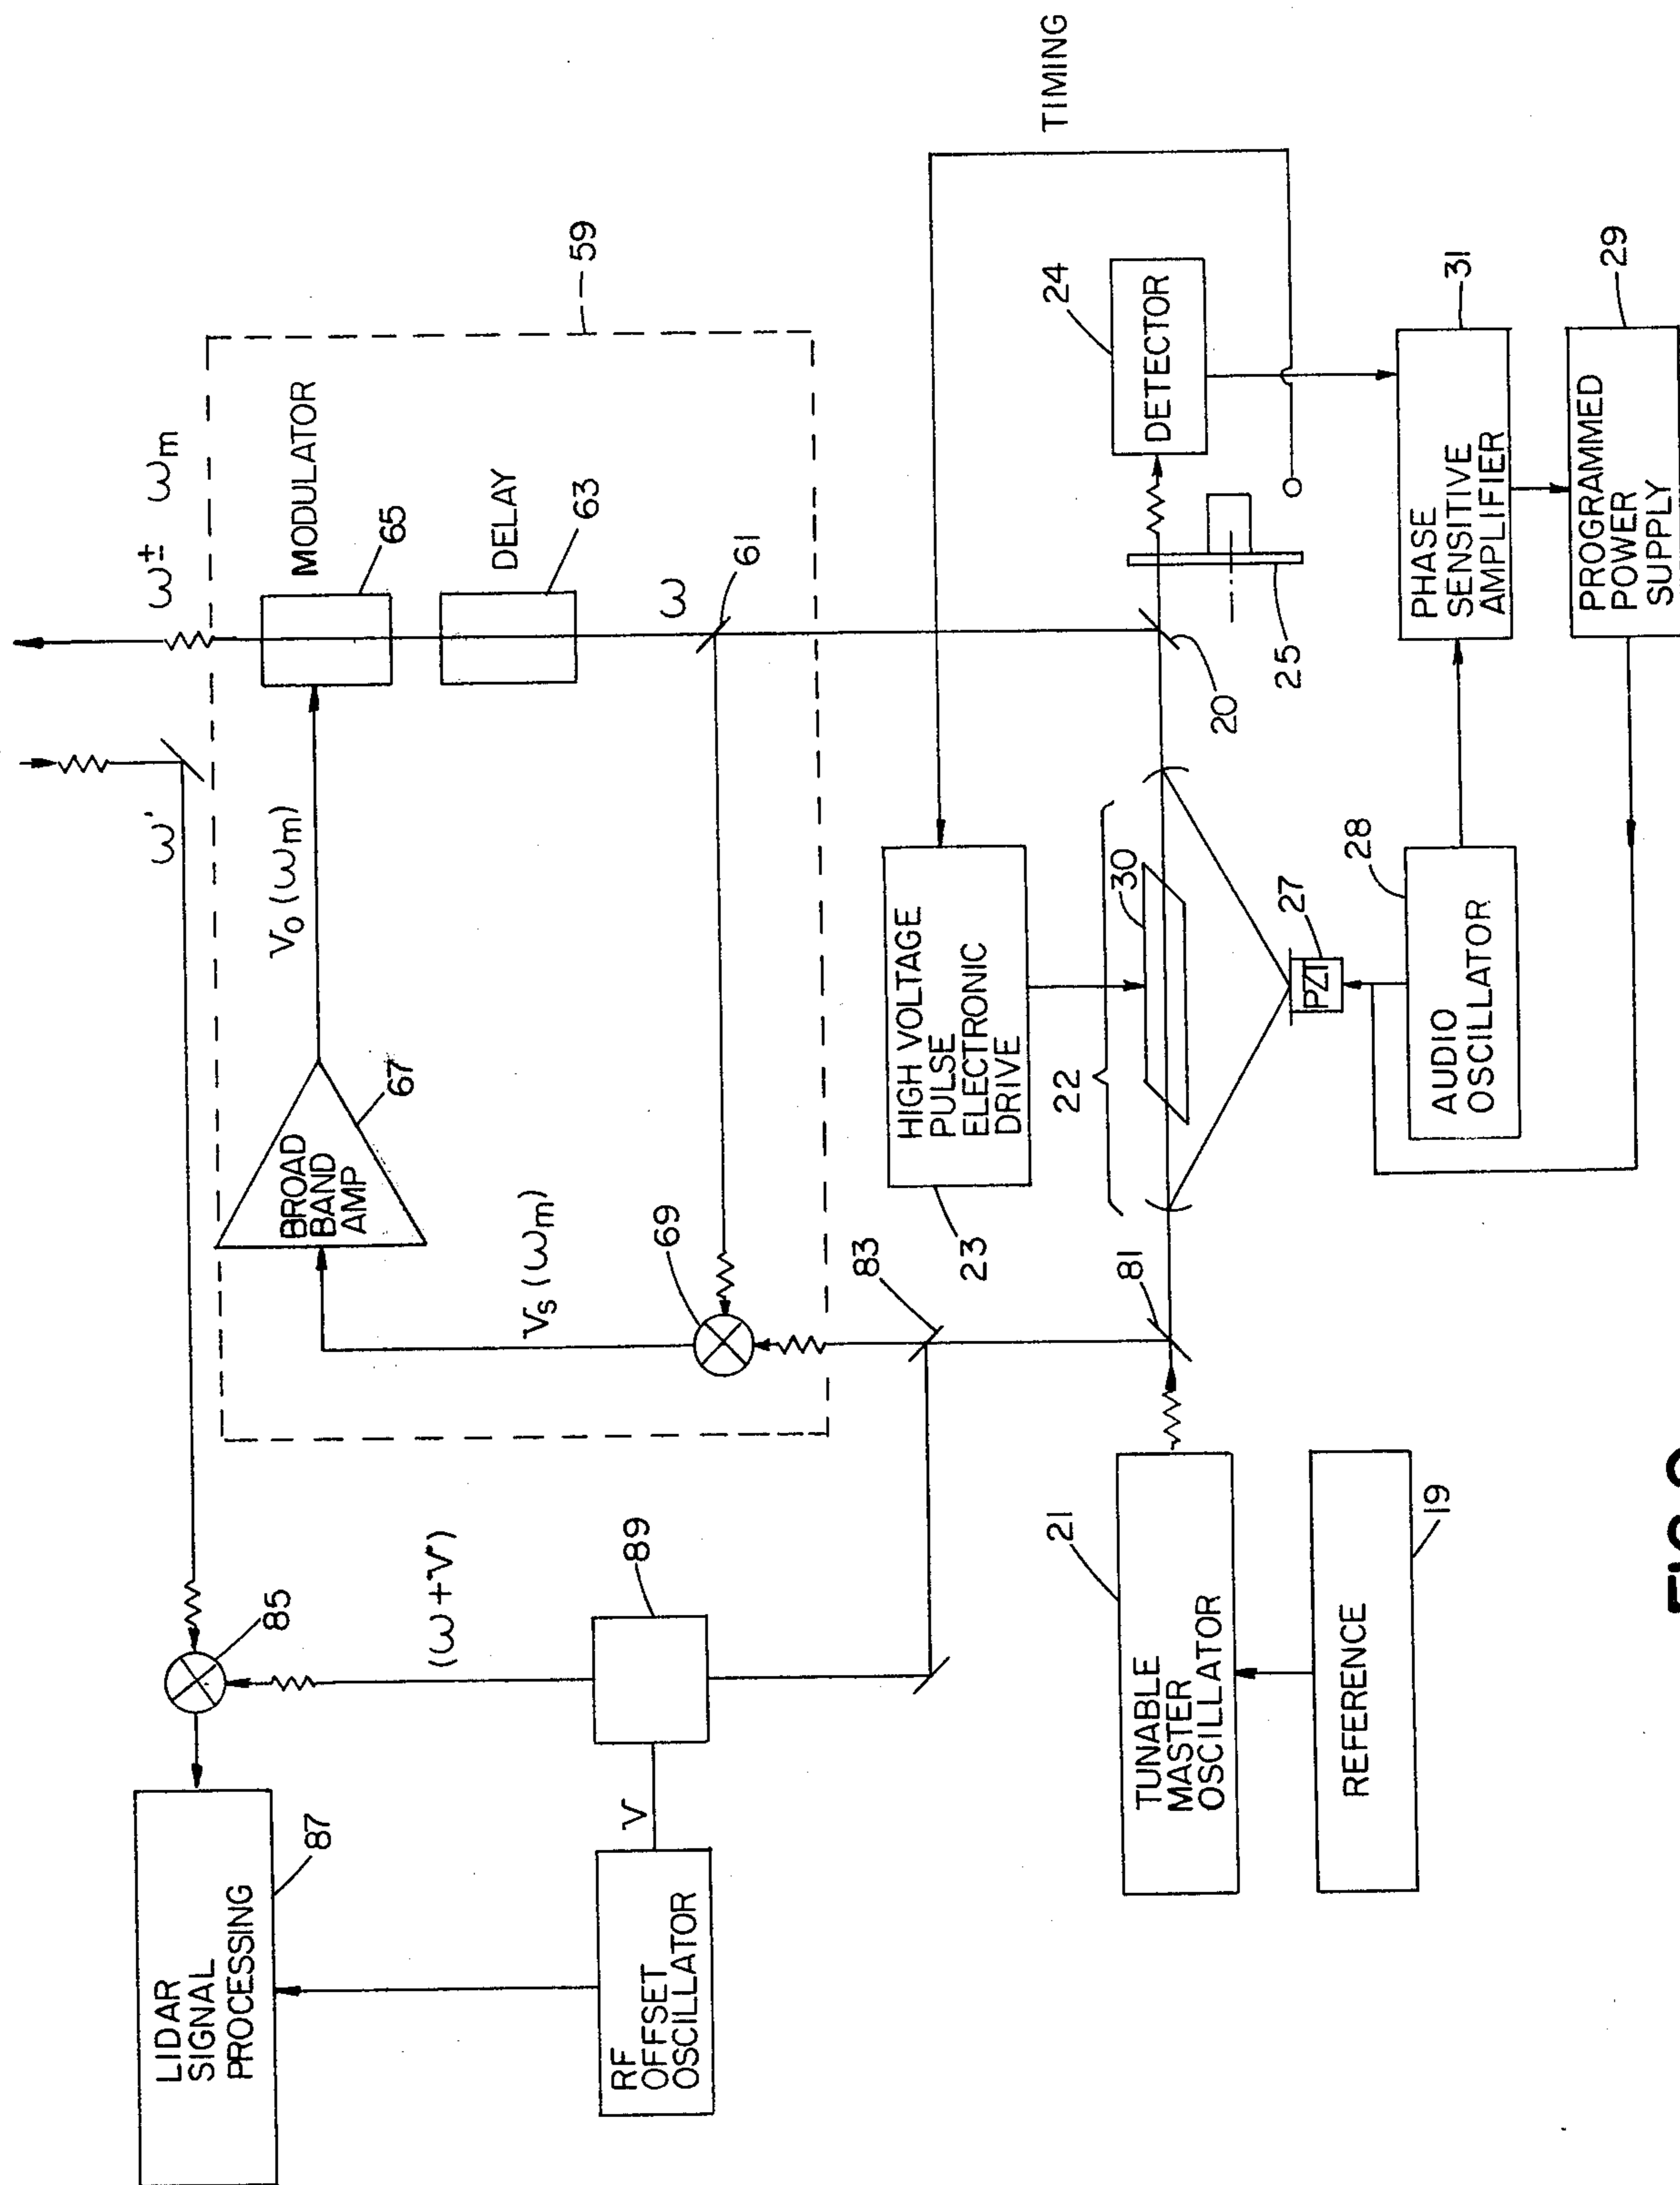 ω'
ω± ωm
TIMING
V0 (ωm)
MODULATOR
65
59
BROAD
BAND
AMP
67
DELAY
63
Vs (ωm)
69
ω
61
85
(ω+ν)
83
HIGH VOLTAGE
PULSE
ELECTRONIC
DRIVE
23
24
DETECTOR
LIDAR
SIGNAL
PROCESSING
87
89
ν
RF
OFFSET
OSCILLATOR
81
22
30
20
25
27
PZT
28
AUDIO
OSCILLATOR
31
PHASE
SENSITIVE
AMPLIFIER
29
PROGRAMMED
POWER
SUPPLY
21
TUNABLE
MASTER
OSCILLATOR
REFERENCE
19